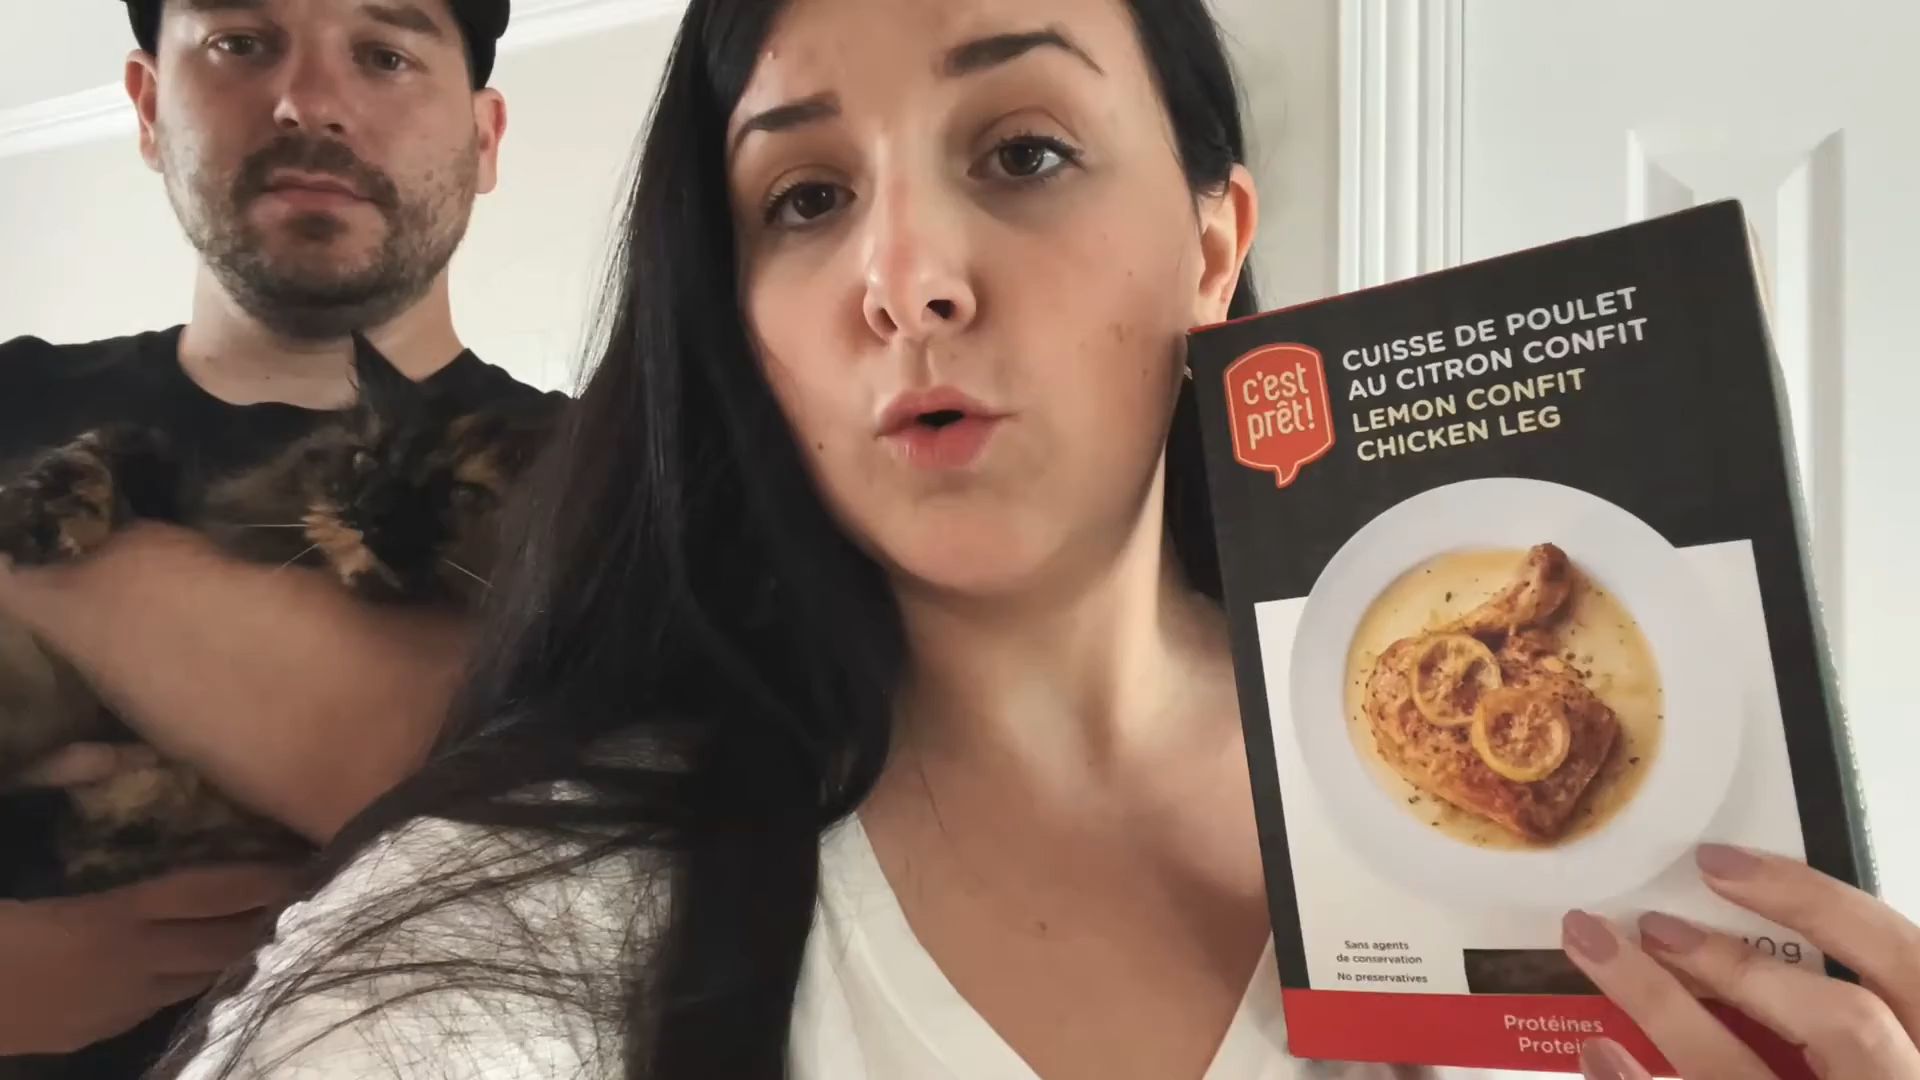 c'est
prêt!
CUISSE DE POULET
AU CITRON CONFIT
LEMON CONFIT
CHICKEN LEG
Sans agents
de conservation
No preservatives
Protéines